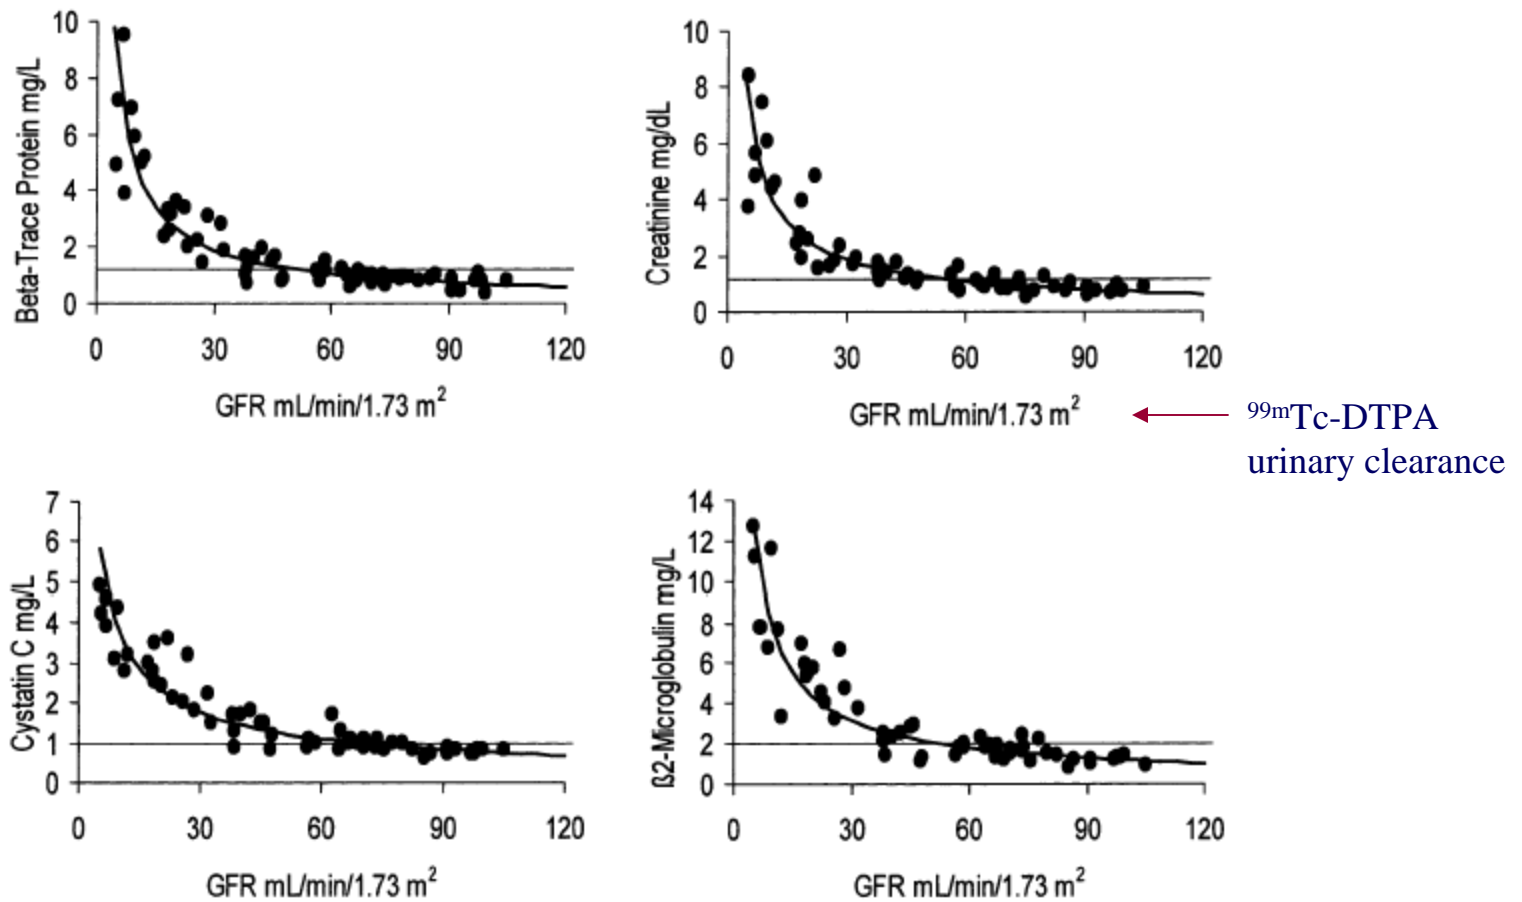 Beta-Trace Protein mg/L
10
8
6
4
2
0
0 30 60 90 120
GFR mL/min/1.73 m²
Creatinine mg/dL
10
8
6
4
2
0
0 30 60 90 120
GFR mL/min/1.73 m²
99mTc-DTPA
urinary clearance
Cystatin C mg/L
7
6
5
4
3
2
1
0
0 30 60 90 120
GFR mL/min/1.73 m²
ß2-Microglobulin mg/L
14
12
10
8
6
4
2
0
0 30 60 90 120
GFR mL/min/1.73 m²